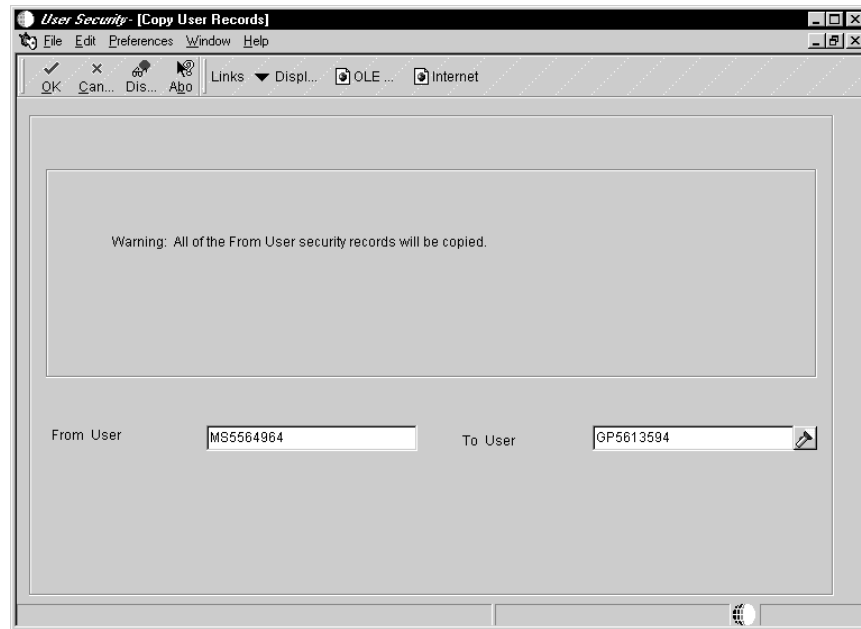 User Security - [Copy User Records]
File Edit Preferences Window Help
OK Can... Dis... Abo Links Displ... OLE ... Internet
Warning: All of the From User security records will be copied.
From User MS5564964 To User GP5613594